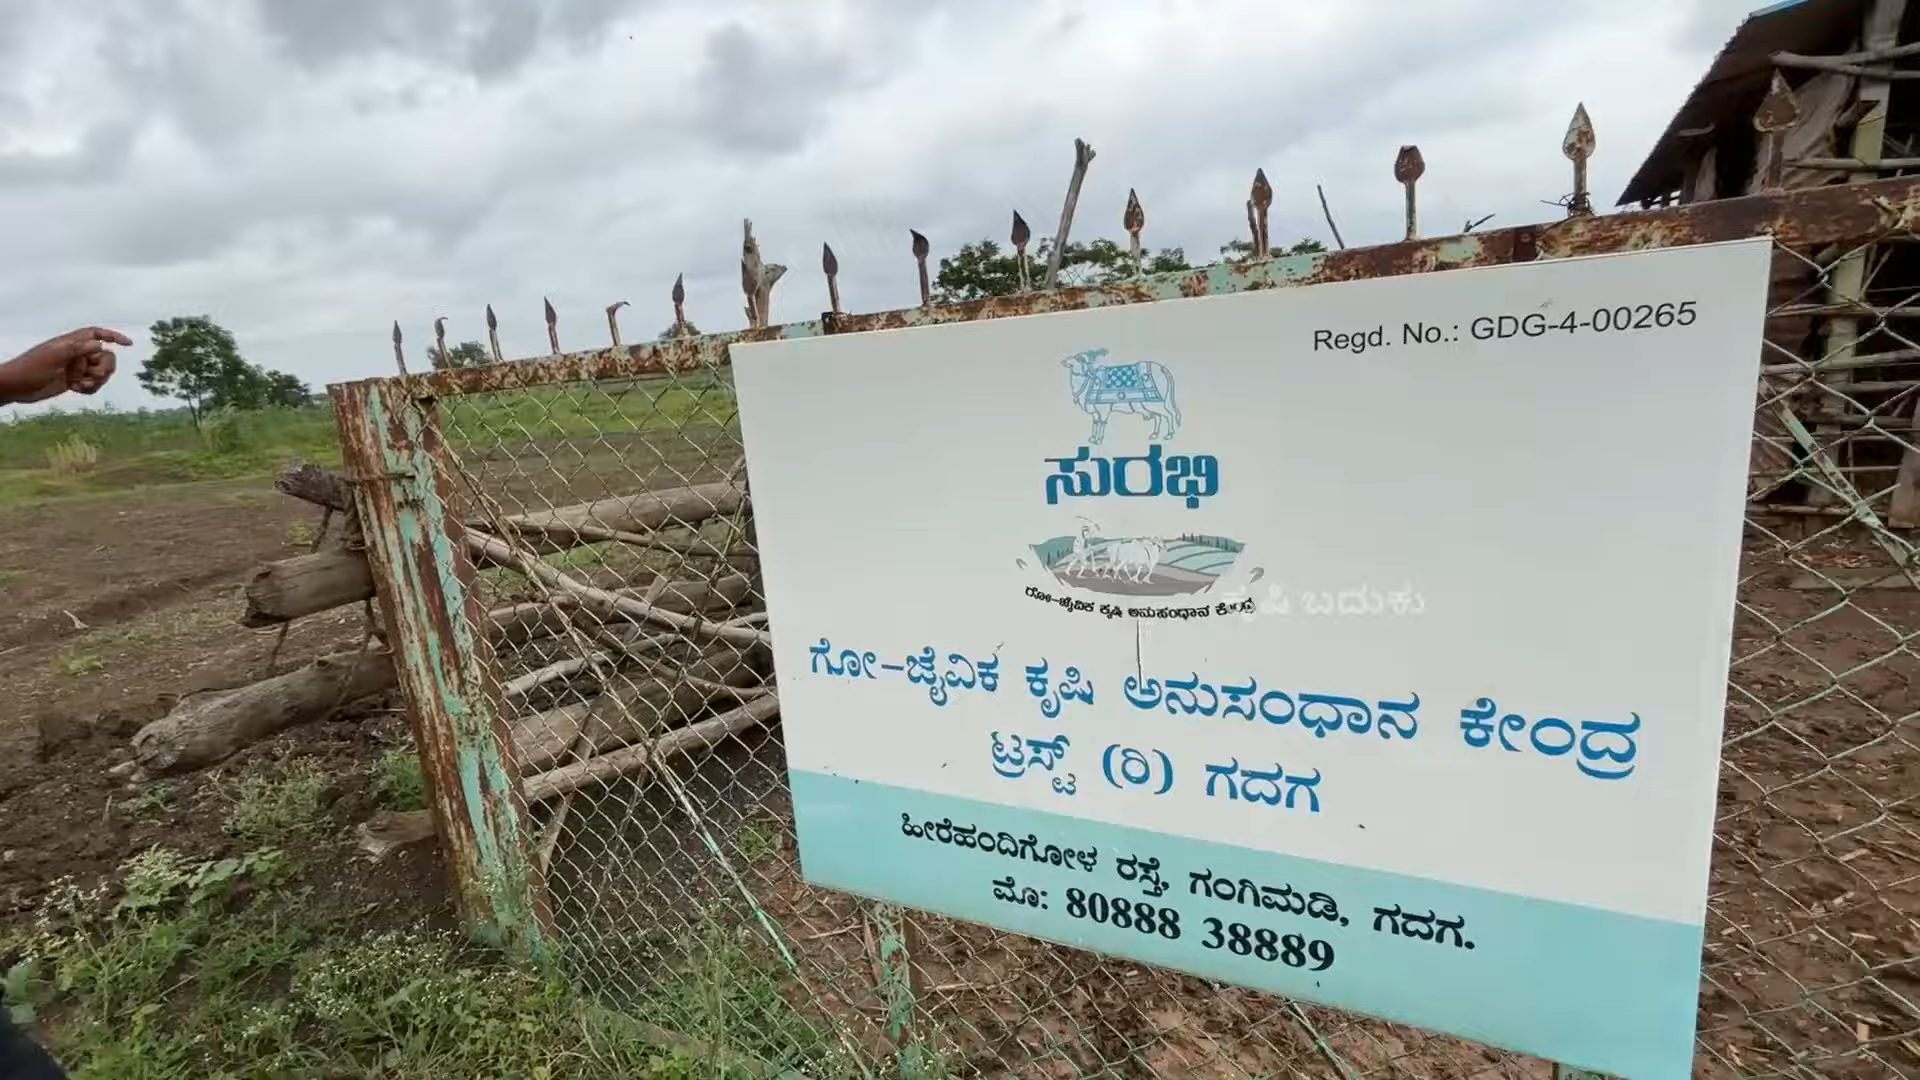 Regd. No.: GDG-4-00265
ಸುರಭಿ
ಗೋ-ಜೈವಿಕ ಕೃಷಿ ಅನುಸಂಧಾನ ಕೇಂದ್ರ
ಕೃಷಿ ಬದುಕು
ಗೋ-ಜೈವಿಕ ಕೃಷಿ ಅನುಸಂಧಾನ ಕೇಂದ್ರ
ಟ್ರಸ್ಟ್ (ರಿ) ಗದಗ
ಹೀರೆಹಂದಿಗೋಳ ರಸ್ತೆ, ಗಂಗಿಮಡಿ, ಗದಗ.
ಮೊ: 80888 38889